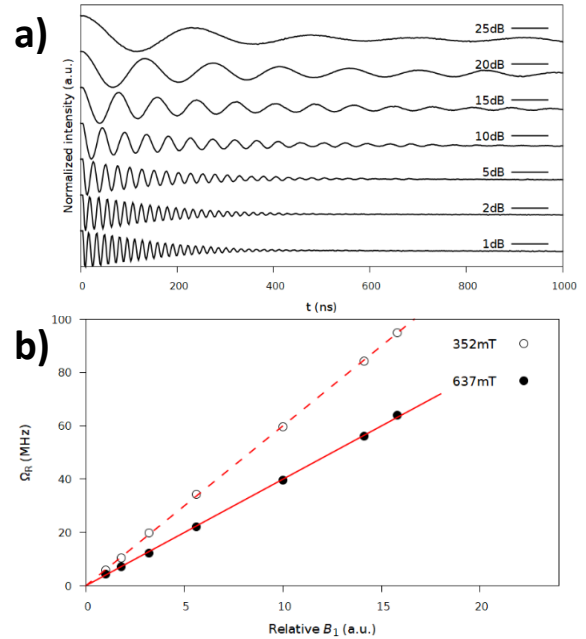 a)
Normalized intensity (a.u.)
25dB
20dB
15dB
10dB
5dB
2dB
1dB
0 200 400 600 800 1000
t (ns)
b)
100
80
60
40
20
0
Ω_R (MHz)
352mT
637mT
0 5 10 15 20
Relative B_1 (a.u.)